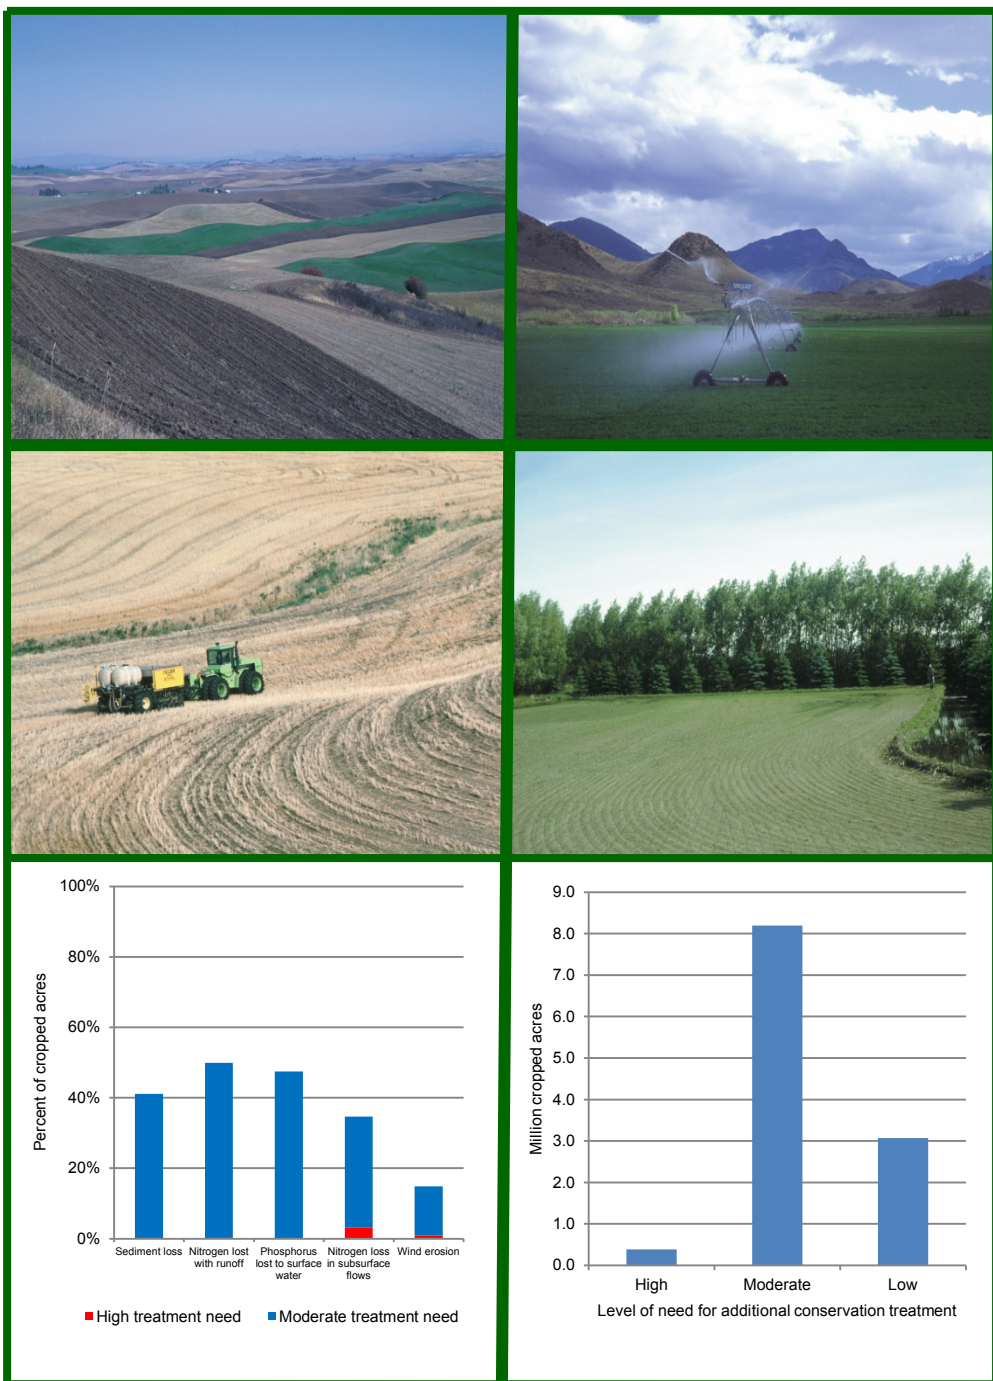 100%
80%
60%
40%
20%
0%
Percent of cropped acres
Sediment loss
Nitrogen lost
with runoff
Phosphorus
lost to surface
water
Nitrogen loss
in subsurface
flows
Wind erosion
High treatment need
Moderate treatment need
9.0
8.0
7.0
6.0
5.0
4.0
3.0
2.0
1.0
0.0
Million cropped acres
High
Moderate
Low
Level of need for additional conservation treatment